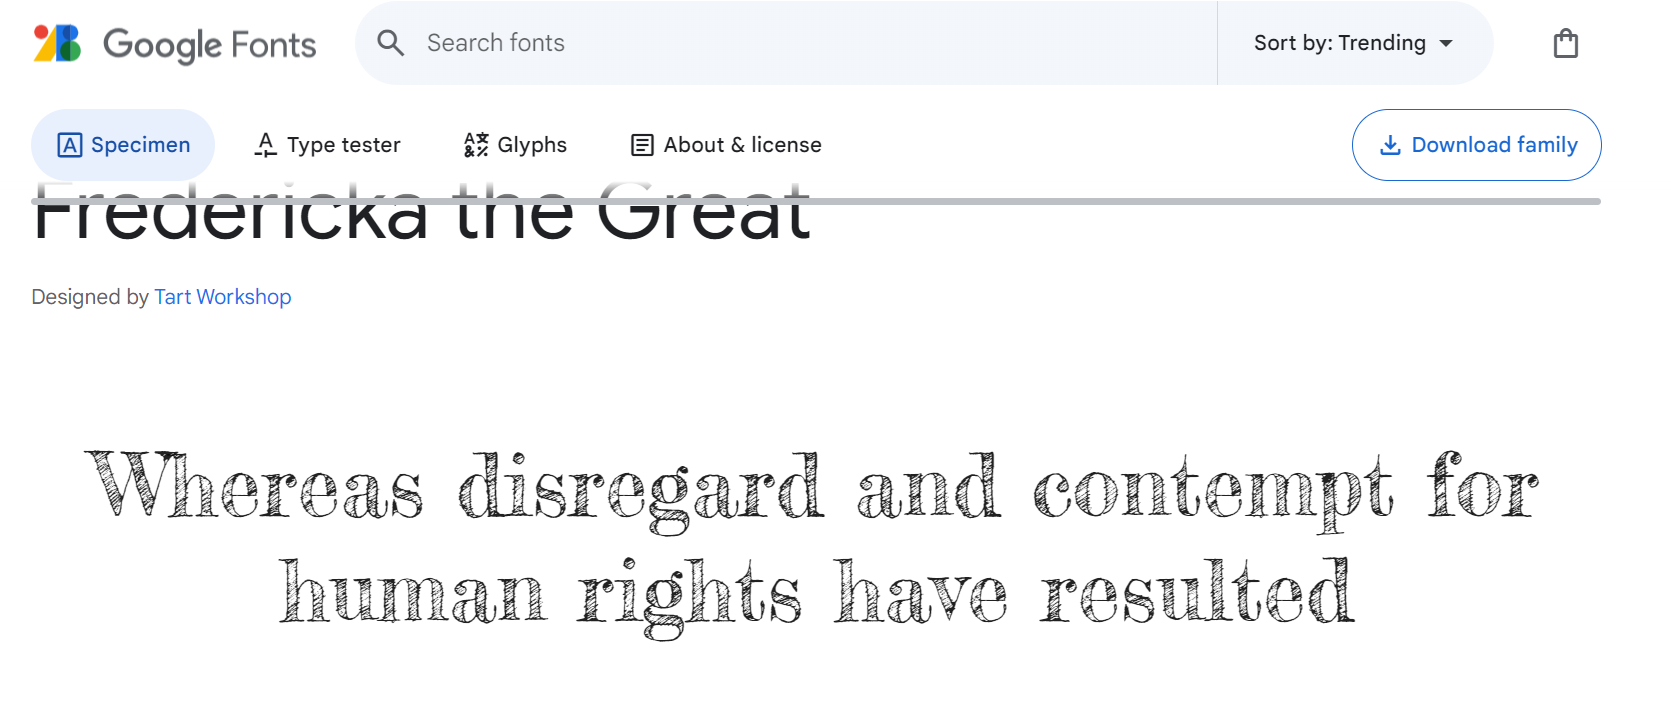 Google Fonts
Search fonts
Sort by: Trending
Specimen
Type tester
Glyphs
About & license
Download family
Fredericka the Great
Designed by Tart Workshop
Whereas disregard and contempt for
human rights have resulted